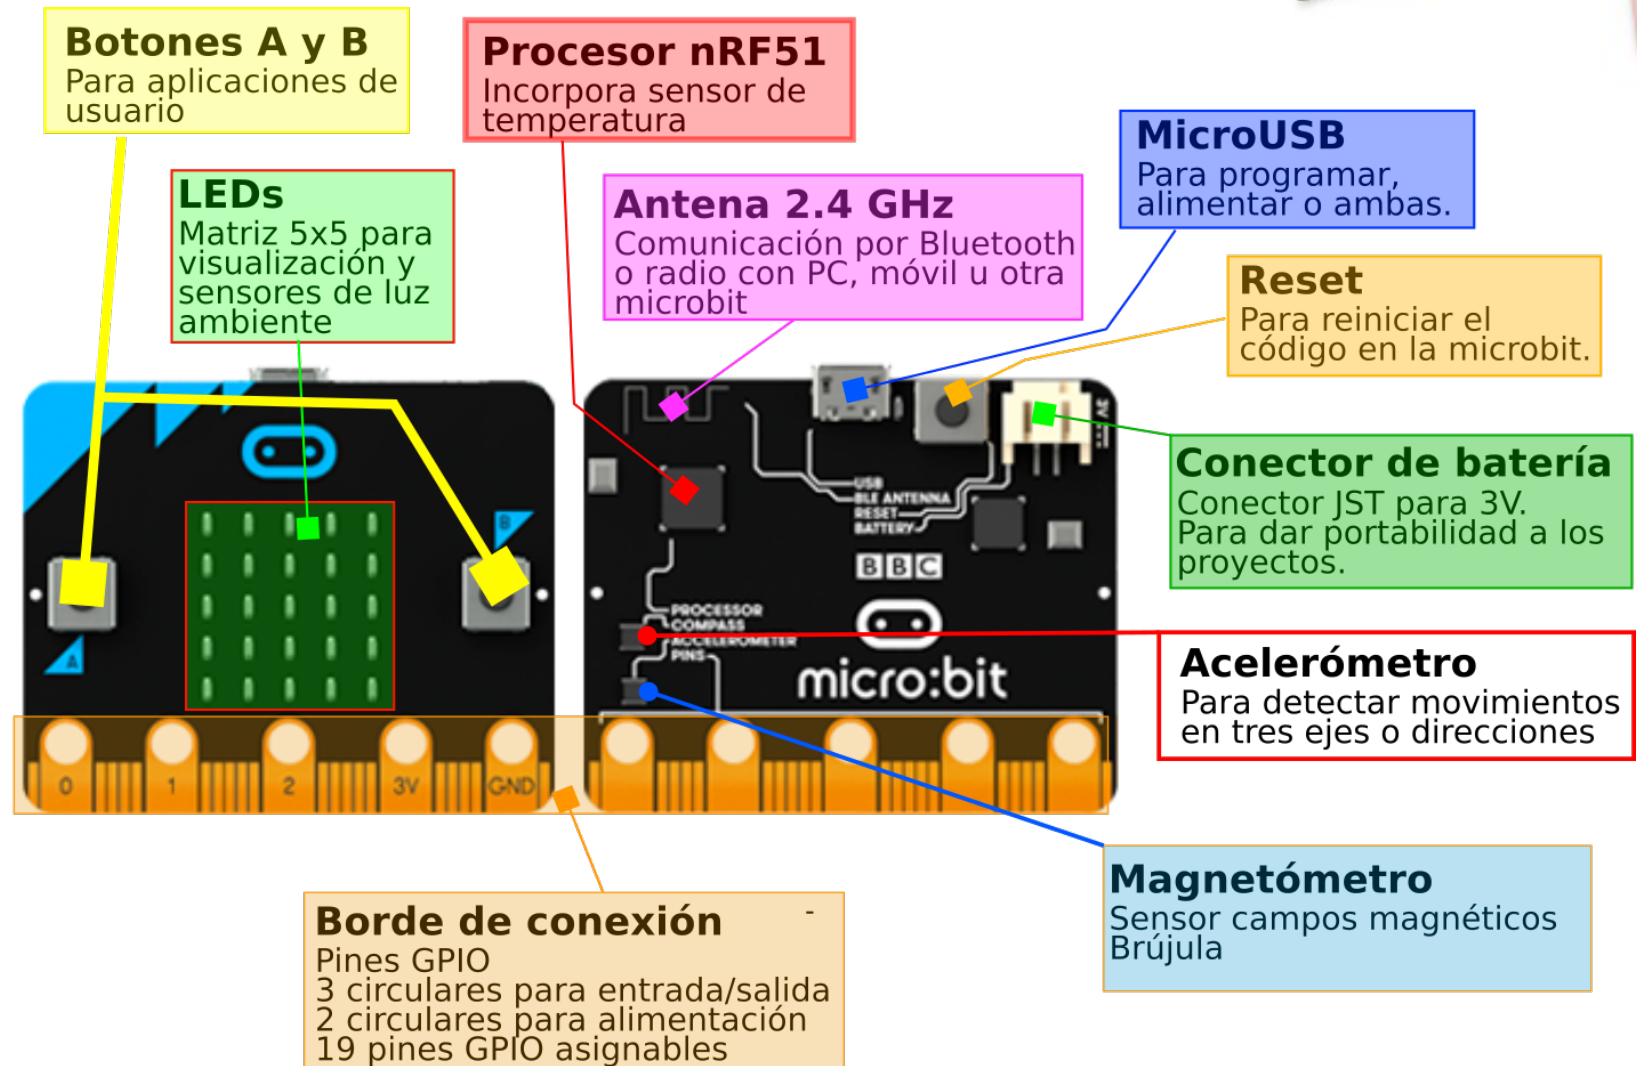 Botones A y B
Para aplicaciones de
usuario
Procesor nRF51
Incorpora sensor de
temperatura
MicroUSB
Para programar,
alimentar o ambas.
LEDs
Matriz 5x5 para
visualización y
sensores de luz
ambiente
Antena 2.4 GHz
Comunicación por Bluetooth
o radio con PC, móvil u otra
microbit
Reset
Para reiniciar el
código en la microbit.
Conector de batería
Conector JST para 3V.
Para dar portabilidad a los
proyectos.
USB
BLE ANTENNA
RESET
BATTERY
B
BBC
A
PROCESSOR
COMPASS
ACCELEROMETER
PINS
micro:bit
Acelerómetro
Para detectar movimientos
en tres ejes o direcciones
0 1 2 3V GND
Magnetómetro
Sensor campos magnéticos
Brújula
Borde de conexión -
Pines GPIO
3 circulares para entrada/salida
2 circulares para alimentación
19 pines GPIO asignables